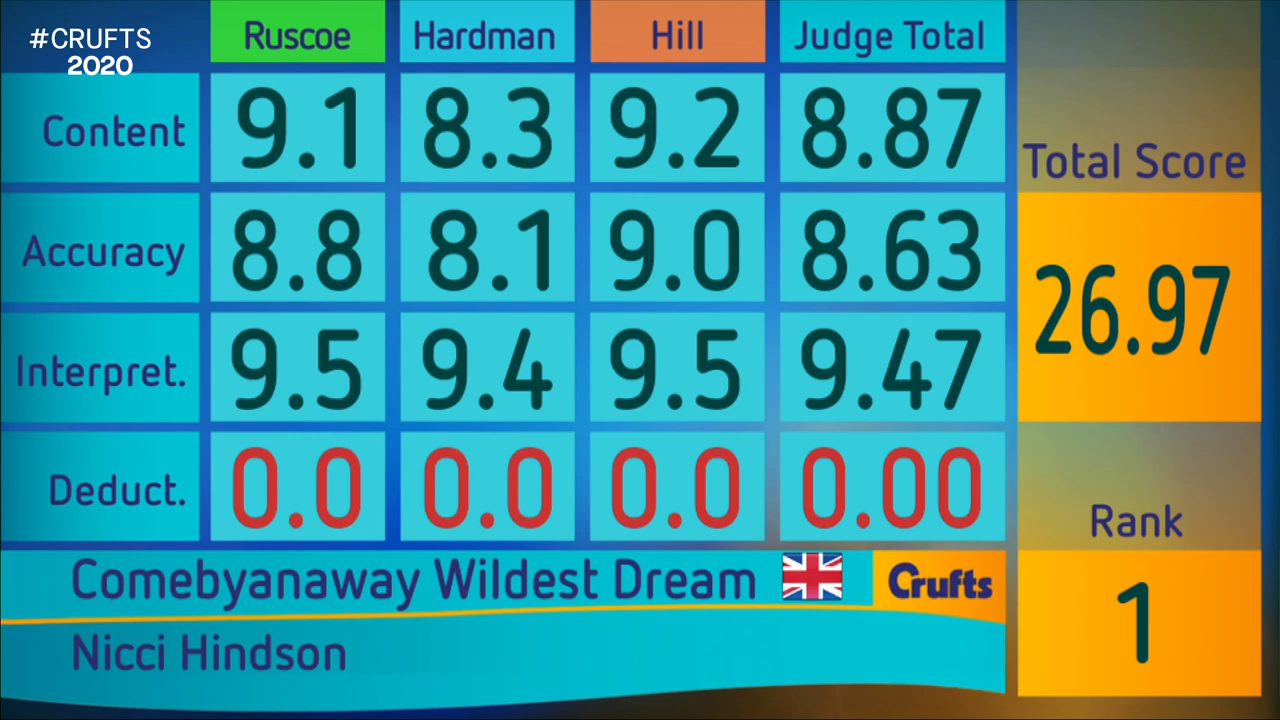 #CRUFTS
2020
Ruscoe Hardman Hill Judge Total
Content 9.1 8.3 9.2 8.87
Total Score
Accuracy 8.8 8.1 9.0 8.63
26.97
Interpret. 9.5 9.4 9.5 9.47
Deduct. 0.0 0.0 0.0 0.00
Rank
Comebyanaway Wildest Dream Crufts
1
Nicci Hindson